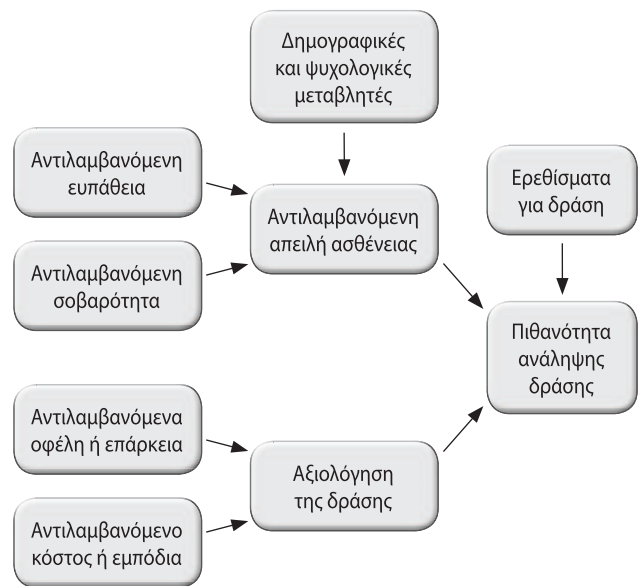 Δημογραφικές
και ψυχολογικές
μεταβλητές
Αντιλαμβανόμενη
ευπάθεια
Ερεθίσματα
για δράση
Αντιλαμβανόμενη
απειλή ασθένειας
Αντιλαμβανόμενη
σοβαρότητα
Πιθανότητα
ανάληψης
δράσης
Αντιλαμβανόμενα
οφέλη ή επάρκεια
Αξιολόγηση
της δράσης
Αντιλαμβανόμενο
κόστος ή εμπόδια